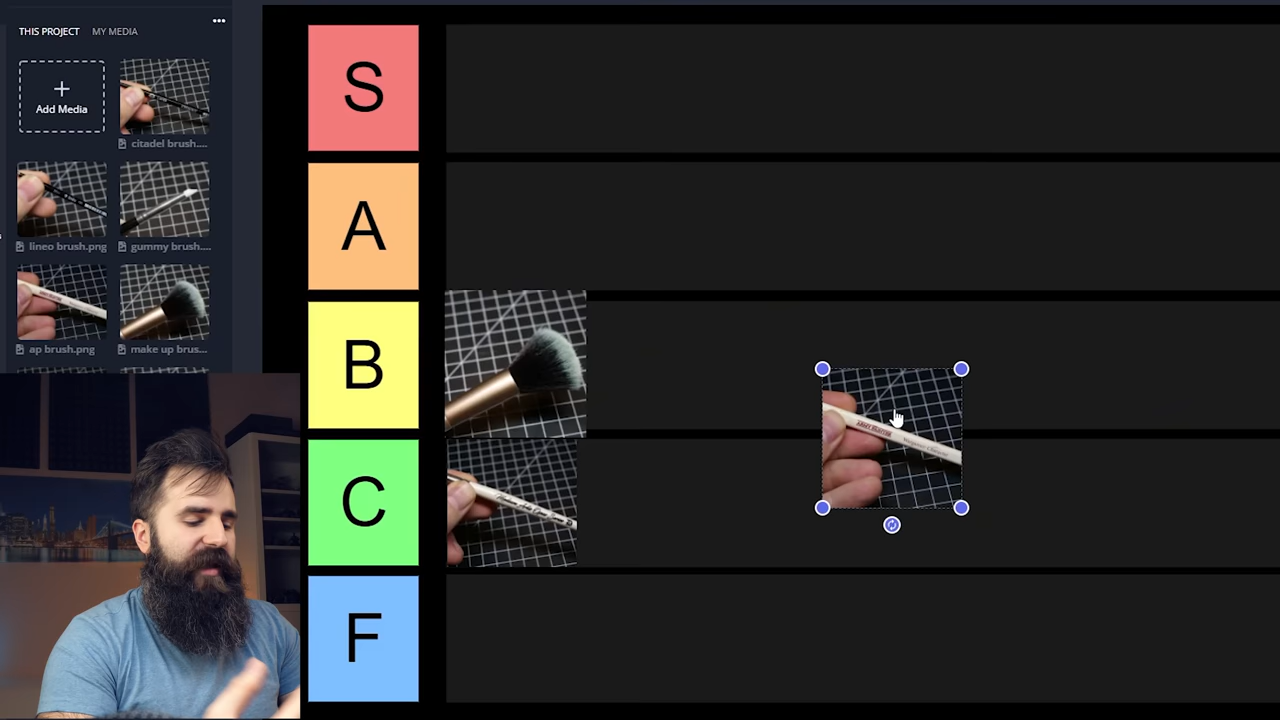 •••
THIS PROJECT MY MEDIA
+
Add Media
citadel brush....
lineo brush.png gummy brush....
ap brush.png make up brus...
S
A
B
C
F